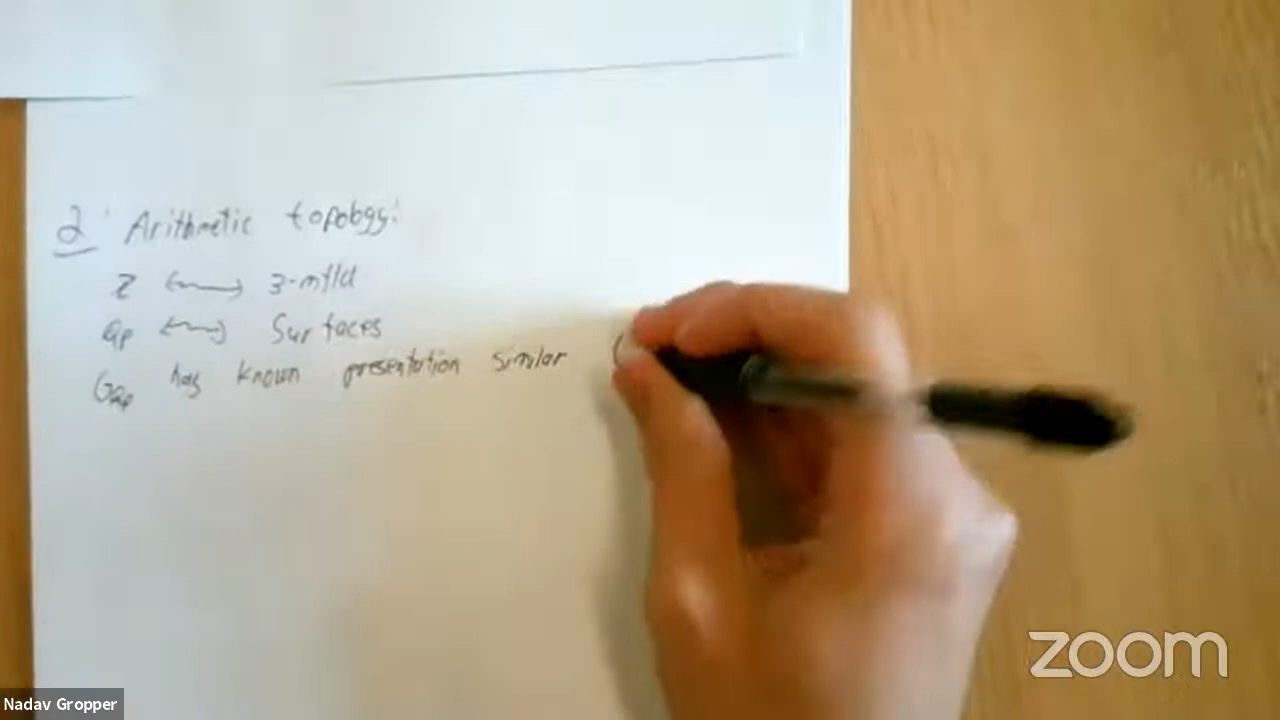 2 Arithmetic topology:
Z ↔ 3-mfld
Qp ↔ Surfaces
GQp has known presentation similar (
zoom
Nadav Gropper